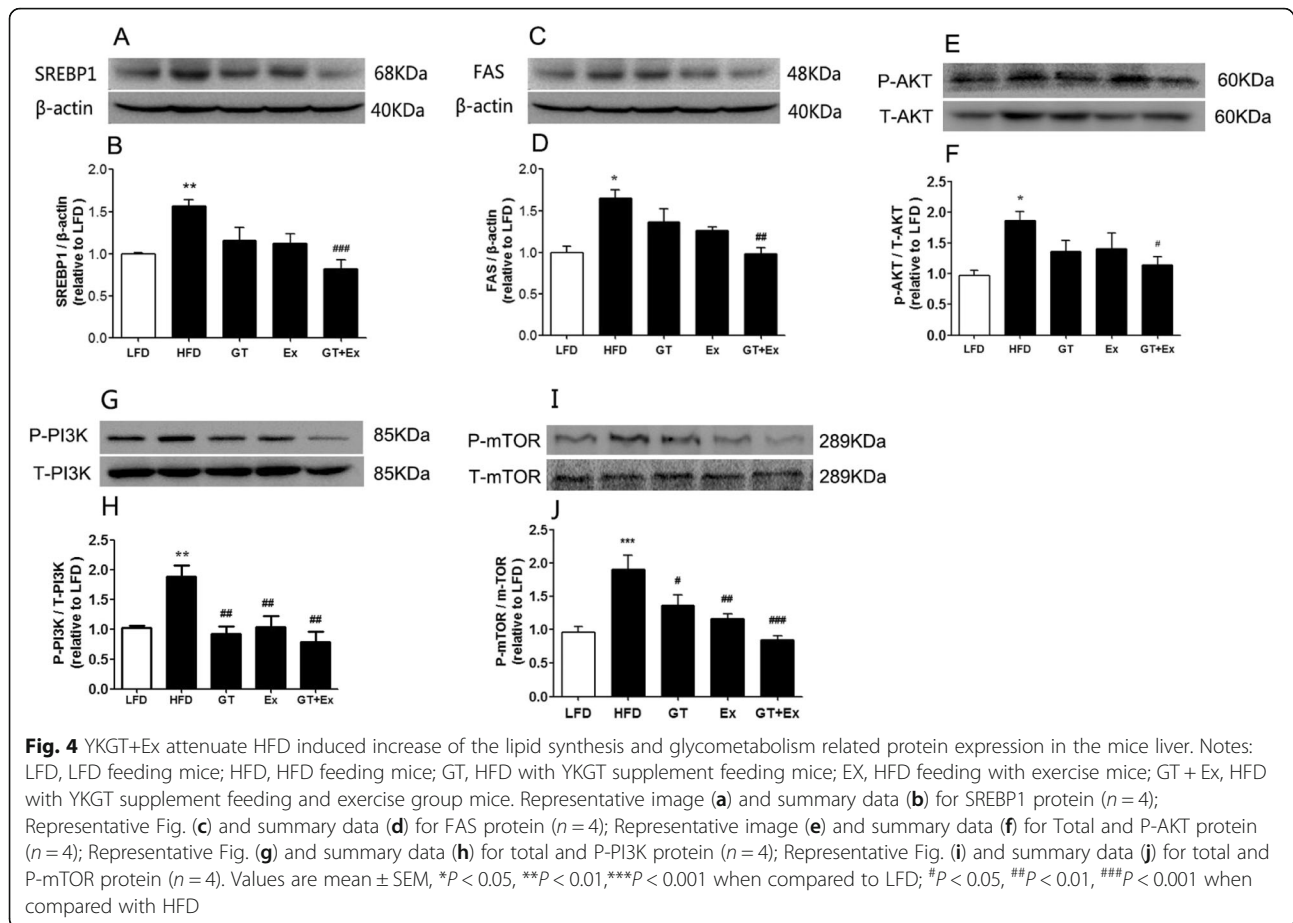 A
SREBP1
68KDa
β-actin
40KDa
B
SREBP1 / β-actin
(relative to LFD)
2.0
1.5
1.0
0.5
0.0
**
###
LFD
HFD
GT
Ex
GT+Ex
C
FAS
48KDa
β-actin
40KDa
D
FAS / β-actin
(relative to LFD)
2.0
1.5
1.0
0.5
0.0
*
##
LFD
HFD
GT
Ex
GT+Ex
E
P-AKT
60KDa
T-AKT
60KDa
F
p-AKT / T-AKT
(relative to LFD)
2.5
2.0
1.5
1.0
0.5
0.0
*
#
LFD
HFD
GT
Ex
GT+Ex
G
P-PI3K
85KDa
T-PI3K
85KDa
H
P-PI3K / T-PI3K
(relative to LFD)
2.5
2.0
1.5
1.0
0.5
0.0
**
##
##
##
LFD
HFD
GT
Ex
GT+Ex
I
P-mTOR
289KDa
T-mTOR
289KDa
J
P-mTOR / m-TOR
(relative to LFD)
2.5
2.0
1.5
1.0
0.5
0.0
***
#
##
###
LFD
HFD
GT
Ex
GT+Ex
Fig. 4 YKGT+Ex attenuate HFD induced increase of the lipid synthesis and glycometabolism related protein expression in the mice liver. Notes:
LFD, LFD feeding mice; HFD, HFD feeding mice; GT, HFD with YKGT supplement feeding mice; EX, HFD feeding with exercise mice; GT + Ex, HFD
with YKGT supplement feeding and exercise group mice. Representative image (a) and summary data (b) for SREBP1 protein (n = 4);
Representative Fig. (c) and summary data (d) for FAS protein (n = 4); Representative image (e) and summary data (f) for Total and P-AKT protein
(n = 4); Representative Fig. (g) and summary data (h) for total and P-PI3K protein (n = 4); Representative Fig. (i) and summary data (j) for total and
P-mTOR protein (n = 4). Values are mean ± SEM, *P < 0.05, **P < 0.01,***P < 0.001 when compared to LFD; #P < 0.05, ##P < 0.01, ###P < 0.001 when
compared with HFD